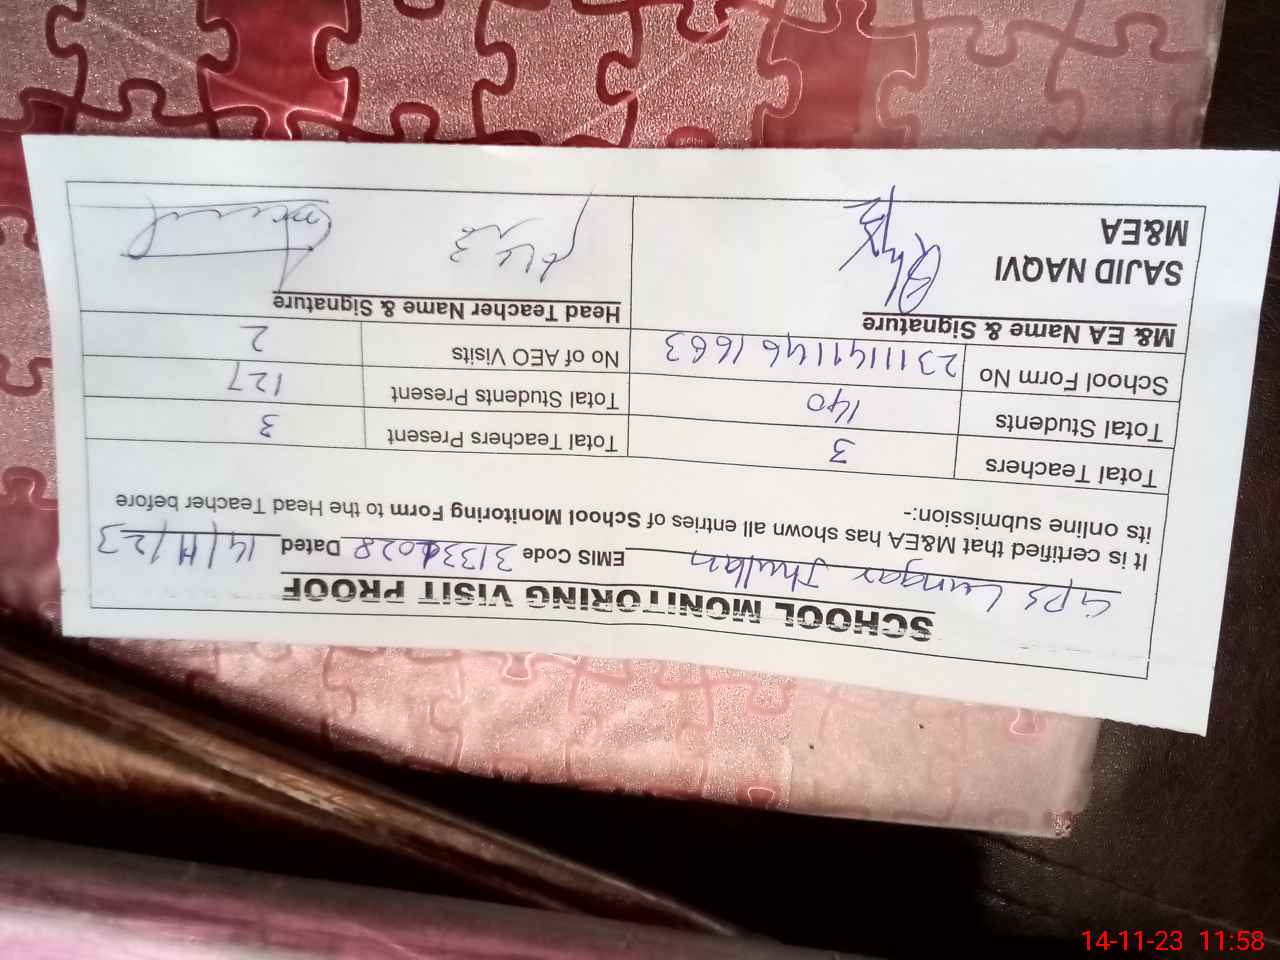 SCHOOL MONITORING VISIT PROOF
GPS Lungar Jhullan EMIS Code 31331028 Dated 14/11/23
It is certified that M&EA has shown all entries of School Monitoring Form to the Head Teacher before
its online submission:-
Total Teachers 3 Total Teachers Present 3
Total Students 140 Total Students Present 127
School Form No 2311141146 1663 No of AEO Visits 2
M& EA Name & Signature Head Teacher Name & Signature
SAJID NAQVI
M&EA
14-11-23 11:58